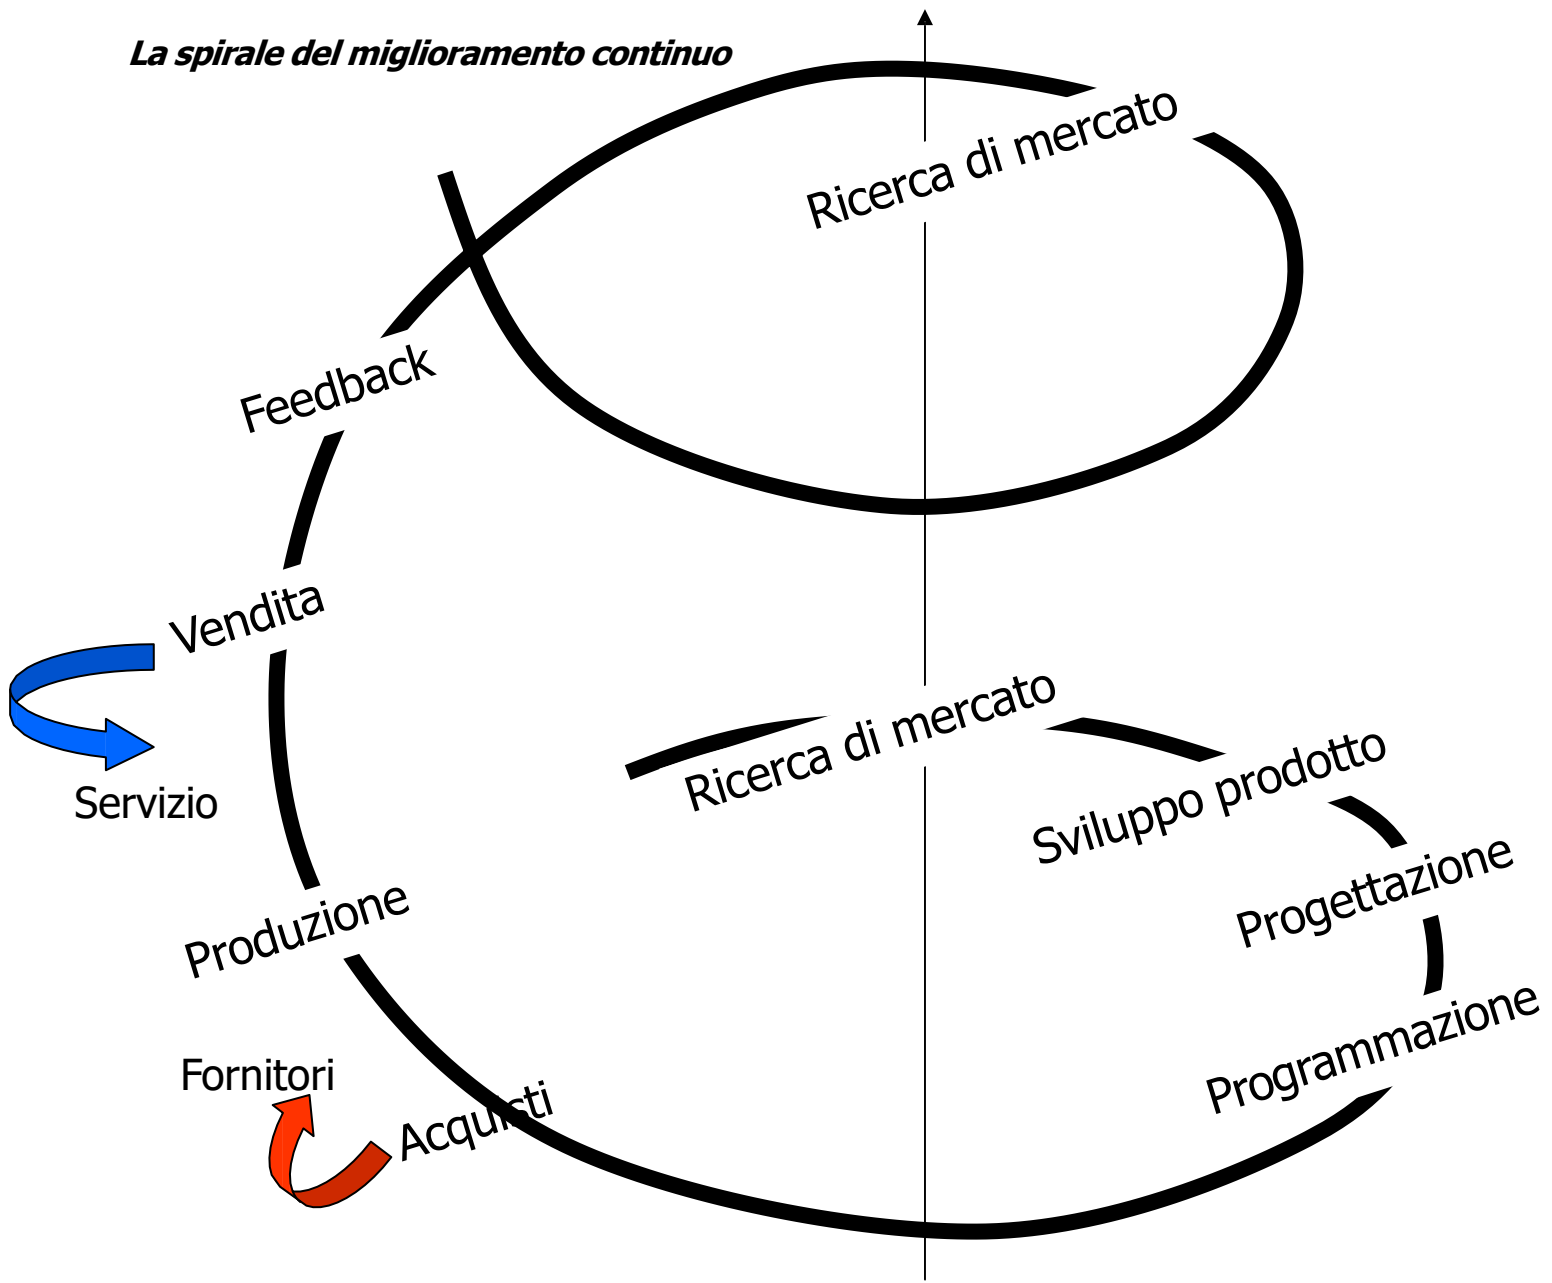 La spirale del miglioramento continuo
Ricerca di mercato
Feedback
Vendita
Servizio
Ricerca di mercato
Sviluppo prodotto
Progettazione
Produzione
Programmazione
Fornitori
Acquisti